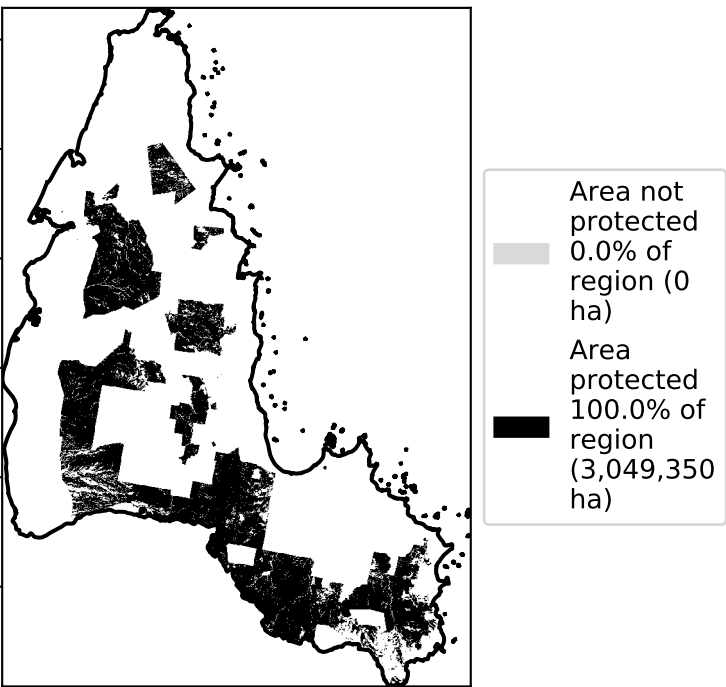 Area not
protected
0.0% of
region (0
ha)
Area
protected
100.0% of
region
(3,049,350
ha)